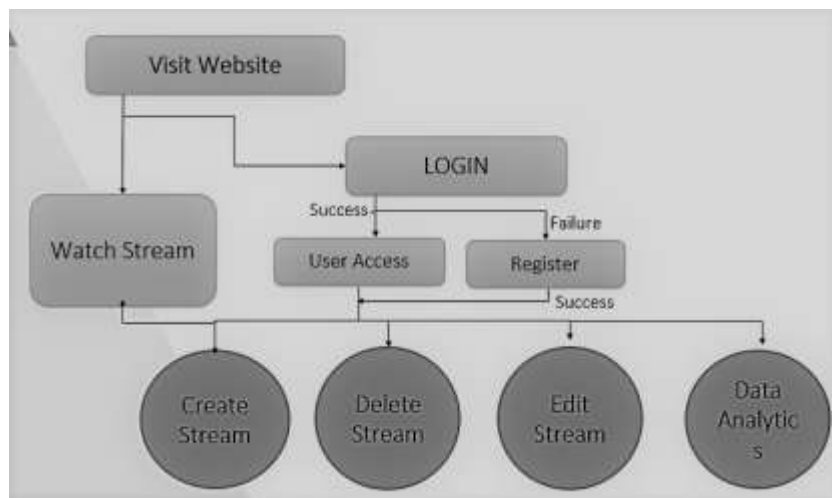 Visit Website
LOGIN
Success
Failure
Watch Stream
User Access
Register
Success
Create
Stream
Delete
Stream
Edit
Stream
Data
Analytic
s